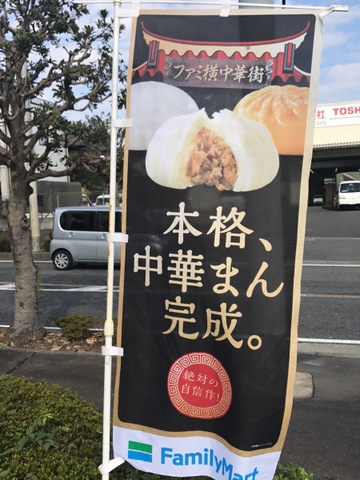 ファミ横中華街
本格、
中華まん
完成。
絶対の
自信作!
FamilyMart
社 TOSH